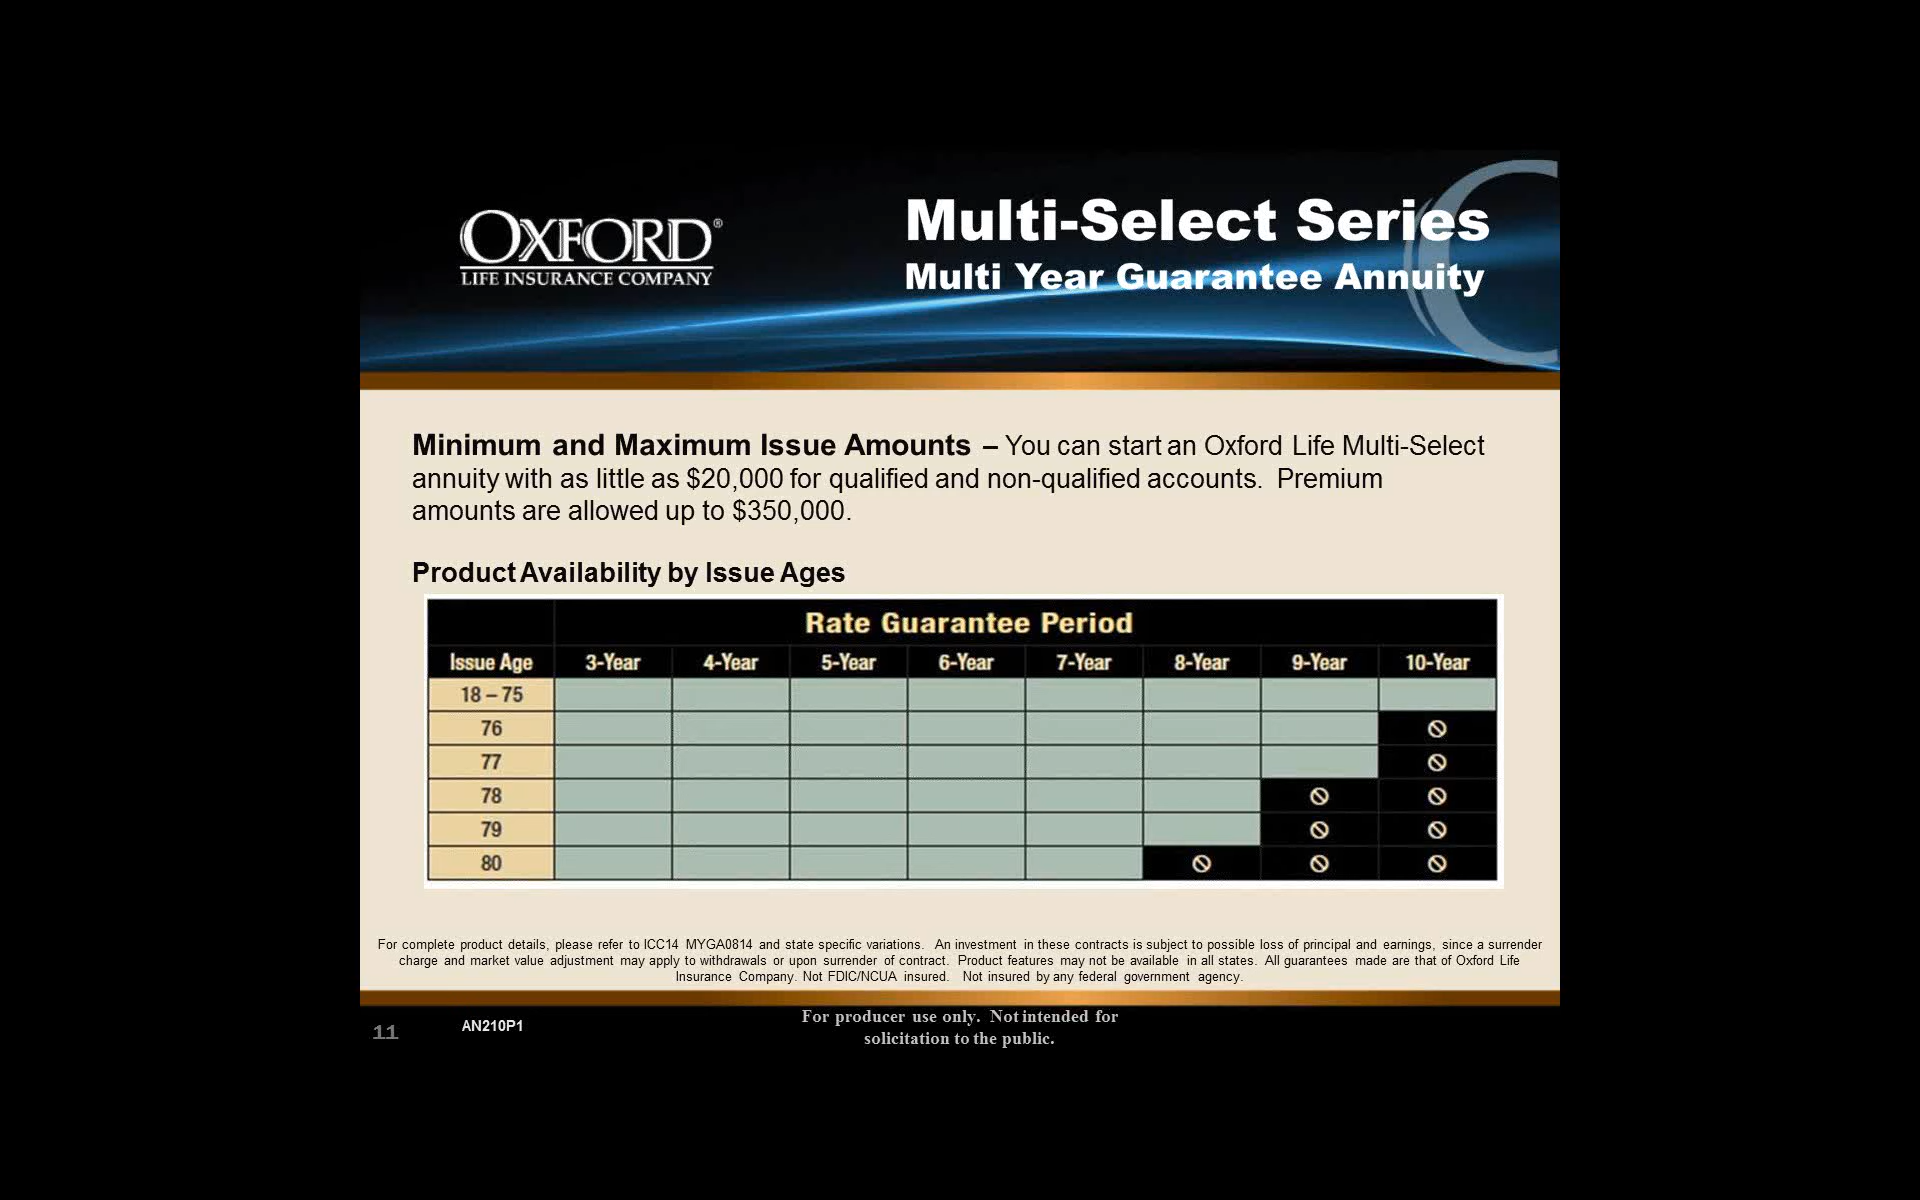 OXFORD®
LIFE INSURANCE COMPANY
Multi-Select Series
Multi Year Guarantee Annuity
Minimum and Maximum Issue Amounts – You can start an Oxford Life Multi-Select
annuity with as little as $20,000 for qualified and non-qualified accounts. Premium
amounts are allowed up to $350,000.
Product Availability by Issue Ages
Rate Guarantee Period
Issue Age 3-Year 4-Year 5-Year 6-Year 7-Year 8-Year 9-Year 10-Year
18 – 75
76
77
78
79
80
For complete product details, please refer to ICC14 MYGA0814 and state specific variations. An investment in these contracts is subject to possible loss of principal and earnings, since a surrender
charge and market value adjustment may apply to withdrawals or upon surrender of contract. Product features may not be available in all states. All guarantees made are that of Oxford Life
Insurance Company. Not FDIC/NCUA insured. Not insured by any federal government agency.
11
AN210P1
For producer use only. Not intended for
solicitation to the public.